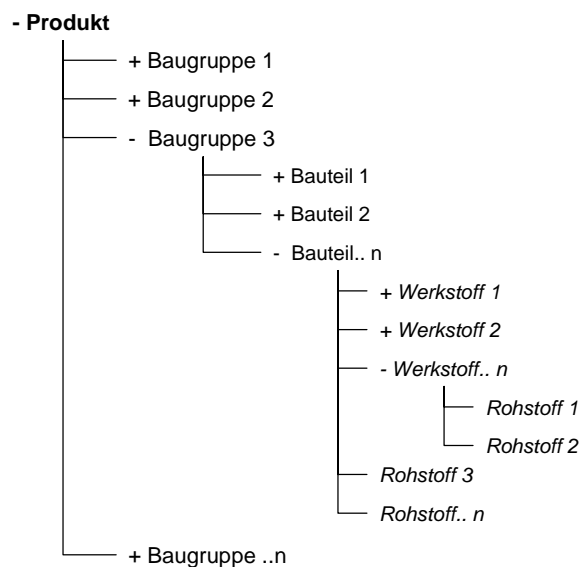 - Produkt
+ Baugruppe 1
+ Baugruppe 2
- Baugruppe 3
+ Bauteil 1
+ Bauteil 2
- Bauteil.. n
+ Werkstoff 1
+ Werkstoff 2
- Werkstoff.. n
Rohstoff 1
Rohstoff 2
Rohstoff 3
Rohstoff.. n
+ Baugruppe ..n